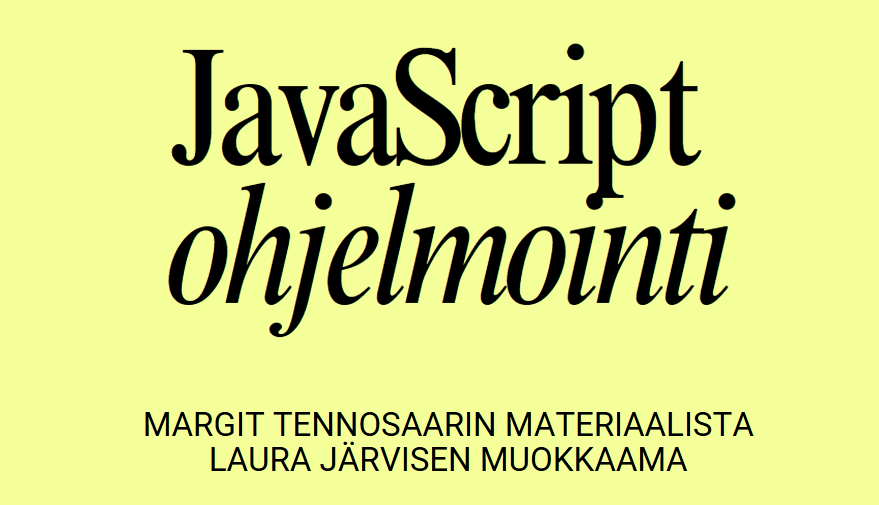 JavaScript
ohjelmointi
MARGIT TENNOSAARIN MATERIAALISTA
LAURA JÄRVISEN MUOKKAAMA